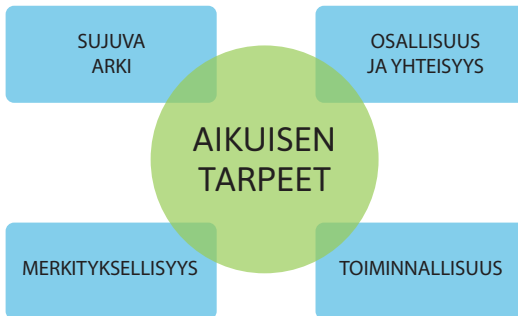 SUJUVA
ARKI
OSALLISUUS
JA YHTEISYYS
AIKUISEN
TARPEET
MERKITYKSELLISYYS
TOIMINNALLISUUS